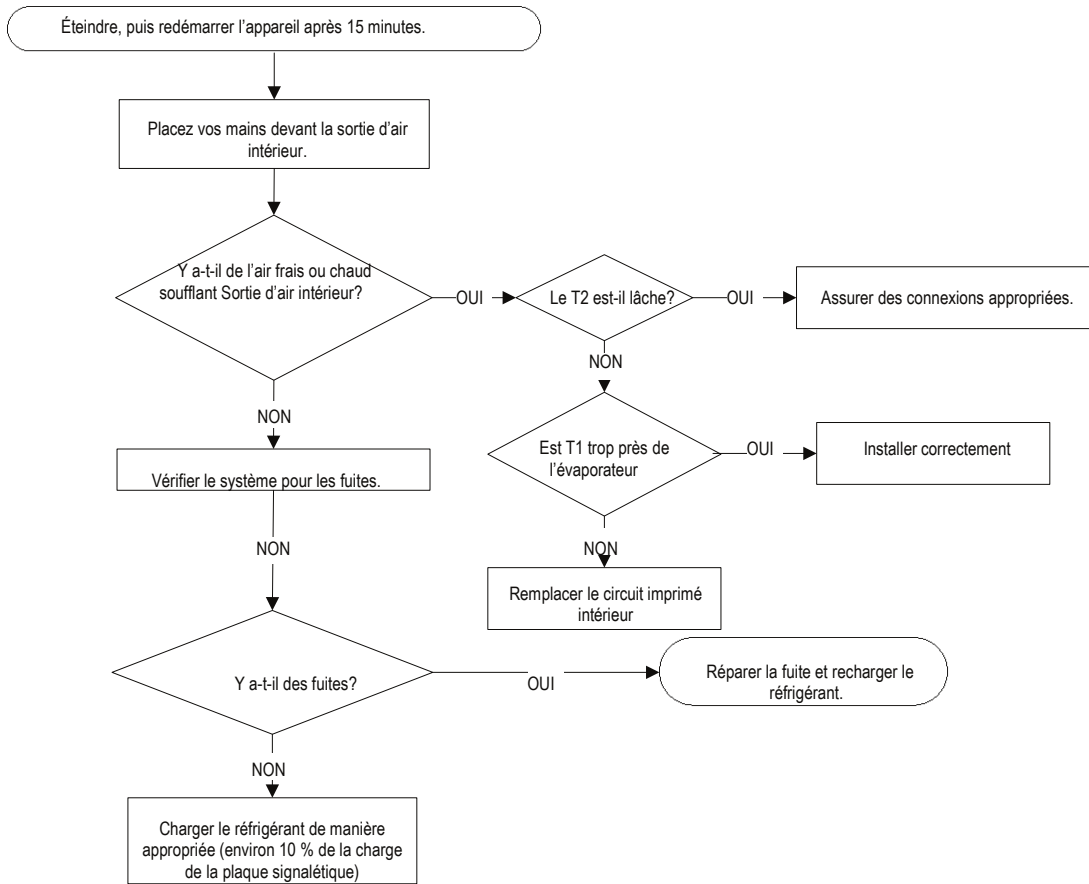 Éteindre, puis redémarrer l’appareil après 15 minutes.
Placez vos mains devant la sortie d’air
intérieur.
Y a-t-il de l’air frais ou chaud
soufflant Sortie d’air intérieur?
OUI
Le T2 est-il lâche?
OUI
Assurer des connexions appropriées.
NON
NON
Est T1 trop près de
l’évaporateur
OUI
Installer correctement
Vérifier le système pour les fuites.
NON
NON
Remplacer le circuit imprimé
intérieur
Y a-t-il des fuites?
OUI
Réparer la fuite et recharger le
réfrigérant.
NON
Charger le réfrigérant de manière
appropriée (environ 10 % de la charge
de la plaque signalétique)